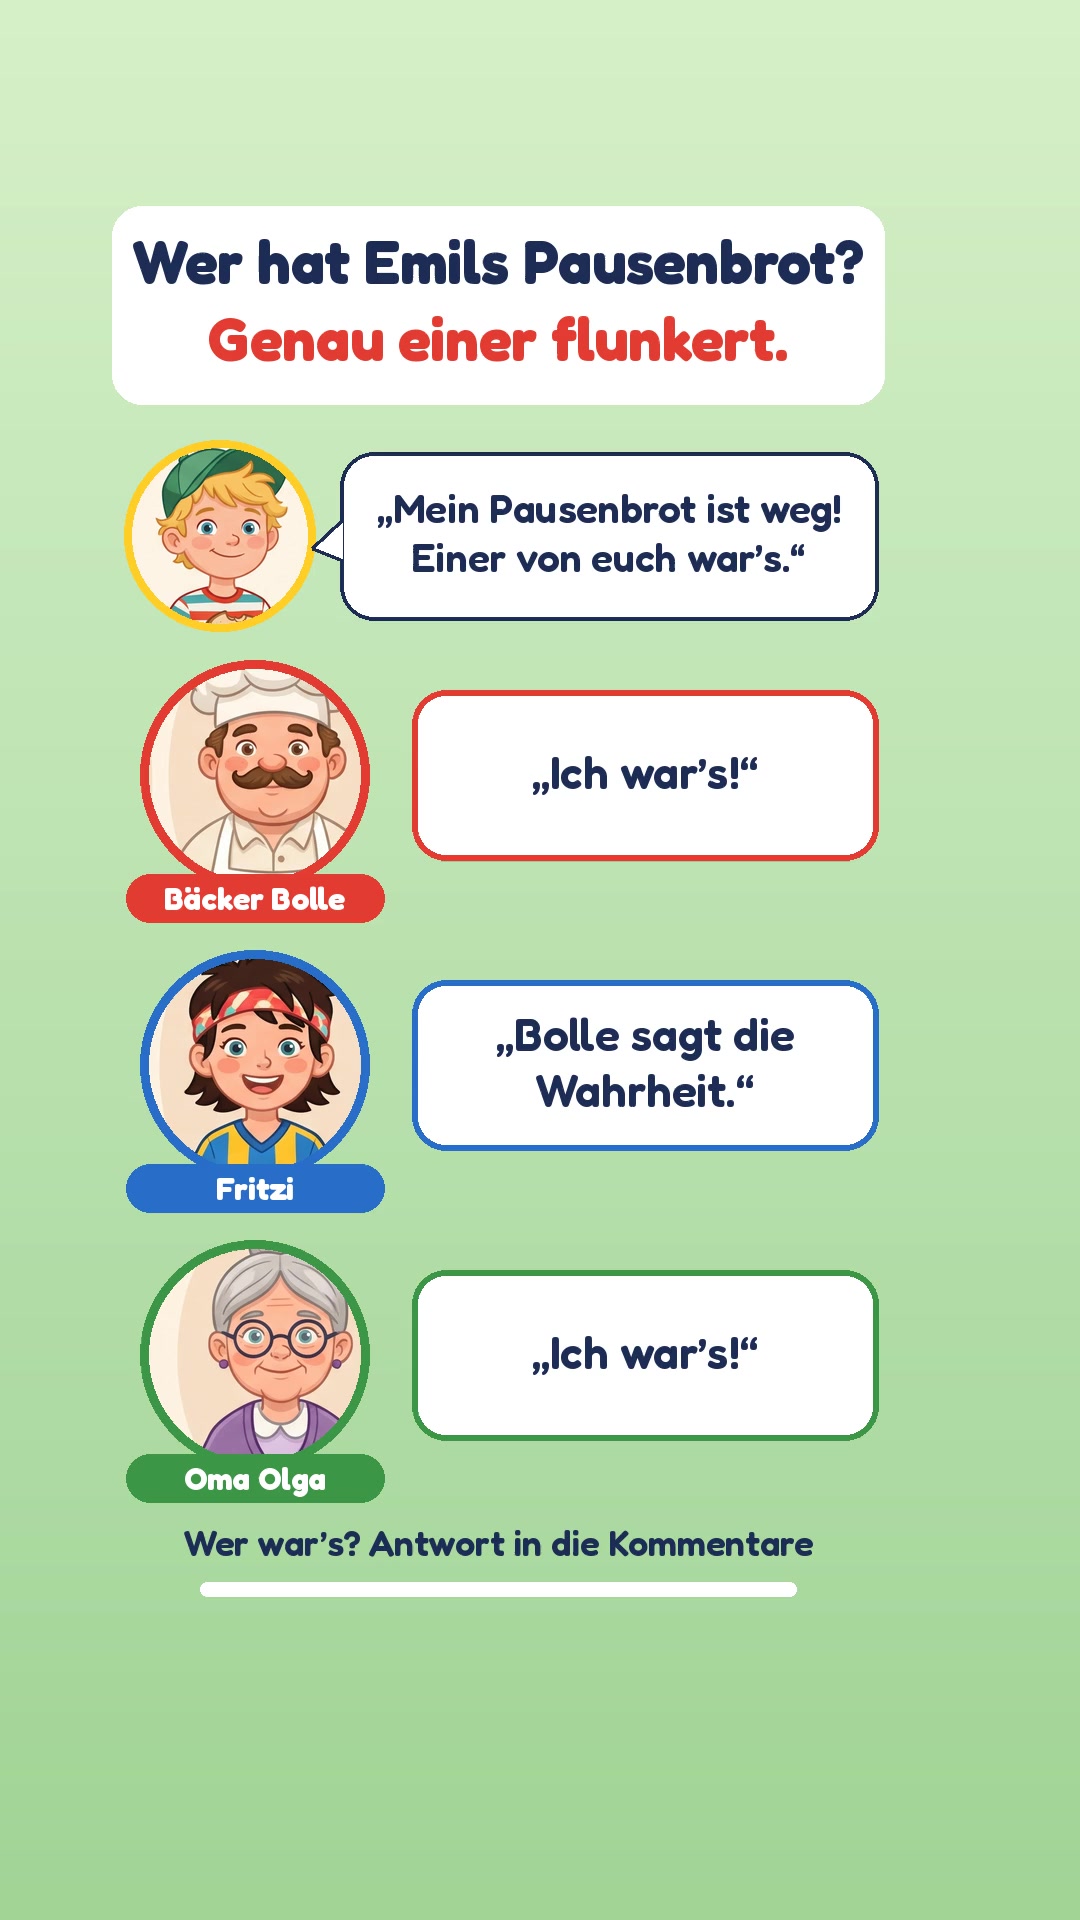 Wer hat Emils Pausenbrot?
Genau einer flunkert.
„Mein Pausenbrot ist weg!
Einer von euch war’s.“
„Ich war’s!“
Bäcker Bolle
„Bolle sagt die
Wahrheit.“
Fritzi
„Ich war’s!“
Oma Olga
Wer war’s? Antwort in die Kommentare